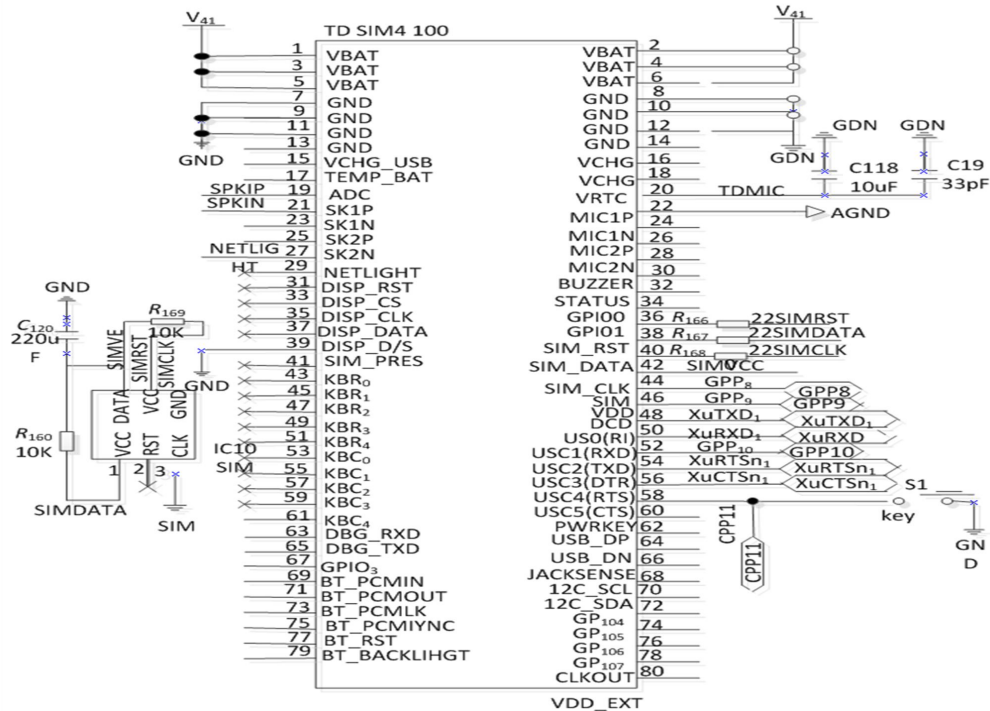 V41
V41
TD SIM4 100
1 VBAT
3 VBAT
5 VBAT
7 GND
9 GND
11 GND
13 GND
15 VCHG_USB
17 TEMP_BAT
19 ADC
21 SK1P
23 SK1N
25 SK2P
27 SK2N
29 NETLIGHT
31 DISP_RST
33 DISP_CS
35 DISP_CLK
37 DISP_DATA
39 DISP_D/S
41 SIM_PRES
43 KBR0
45 KBR1
47 KBR2
49 KBR3
51 KBR4
53 KBC0
55 KBC1
57 KBC2
59 KBC3
61 KBC4
63 DBG_RXD
65 DBG_TXD
67 GPIO3
69 BT_PCMIN
71 BT_PCMOUT
73 BT_PCMLK
75 BT_PCMIYNC
77 BT_RST
79 BT_BACKLIHGT
GND
SPKIP
SPKIN
NETLIG
HT
GND
C120
220u
F
R169
10K
SIMVE
SIMRST
SIMCLK
GND
VCC DATA
RST VCC
CLK GND
R160
10K
1 2 3
SIMDATA
SIM
IC10
SIM
VBAT 2
VBAT 4
VBAT 6
GND 8
GND 10
GND 12
GND 14
VCHG 16
VCHG 18
VRTC 20
MIC1P 22
MIC1N 24
MIC2P 26
MIC2N 28
BUZZER 30
STATUS 32
GPI00 34
GPI01 36
SIM_RST 38
SIM_DATA 40
SIM_CLK 42
SIM 44
VDD 46
DCD 48
US0(RI) 50
USC1(RXD) 52
USC2(TXD) 54
USC3(DTR) 56
USC4(RTS) 58
USC5(CTS) 60
PWRKEY 62
USB_DP 64
USB_DN 66
JACKSENSE 68
12C_SCL 70
12C_SDA 72
GP104 74
GP105 76
GP106 78
GP107 80
CLKOUT
VDD_EXT
GDN
GDN
GDN
C118
10uF
C19
33pF
TDMIC
AGND
R166 22SIMRST
R167 22SIMDATA
R168 22SIMCLK
SIMVCC
GPP8 GPP8
GPP9 GPP9
XuTXD1 XuTXD1
XuRXD1 XuRXD
GPP10 GPP10
XuRTSn1 XuRTSn1
XuCTSn1 XuCTSn1
S1
key
GN
D
CPP11
CPP11